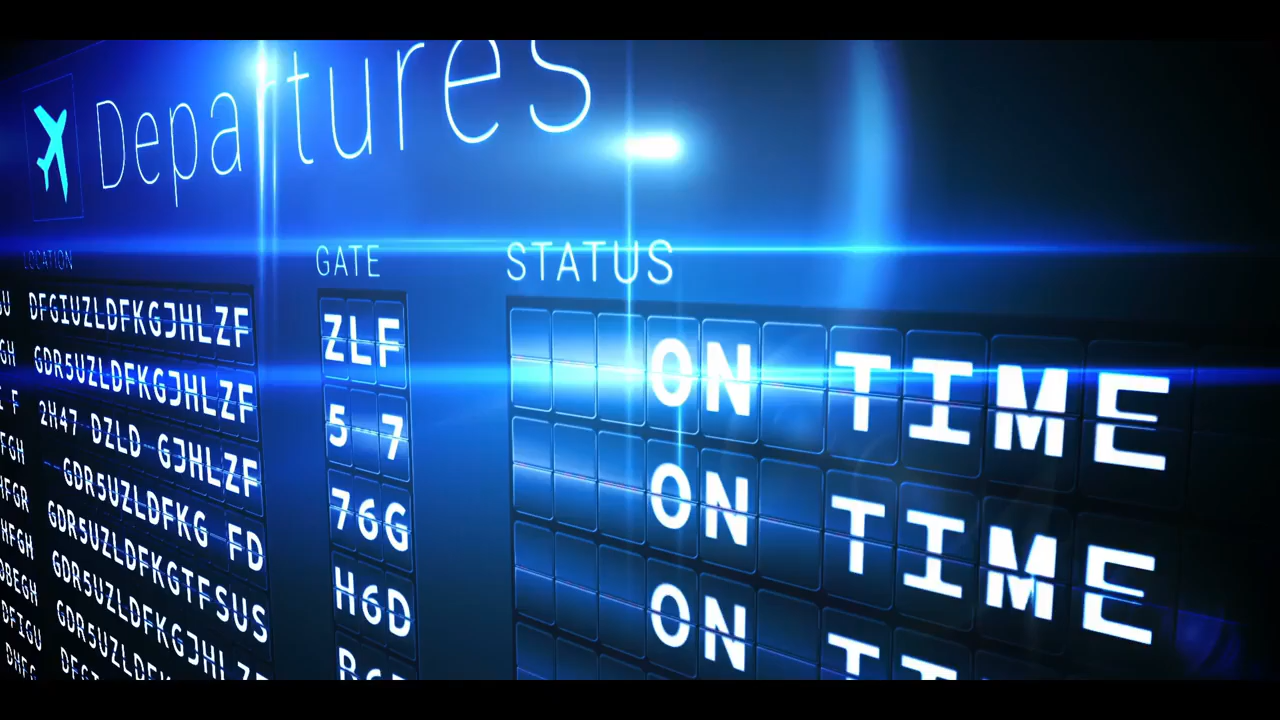 Departures
LOCATION GATE STATUS
DFGIUZLDFKGJHLZF ZLF ON TIME
GDR5UZLDFKGJHLZF 5 7 ON TIME
2H47 DZLD GJHLZF 76G ON TIME
GDR5UZLDFKG FD H6D
GDR5UZLDFKGTFSUS
GDR5UZLDFKGJHLZF